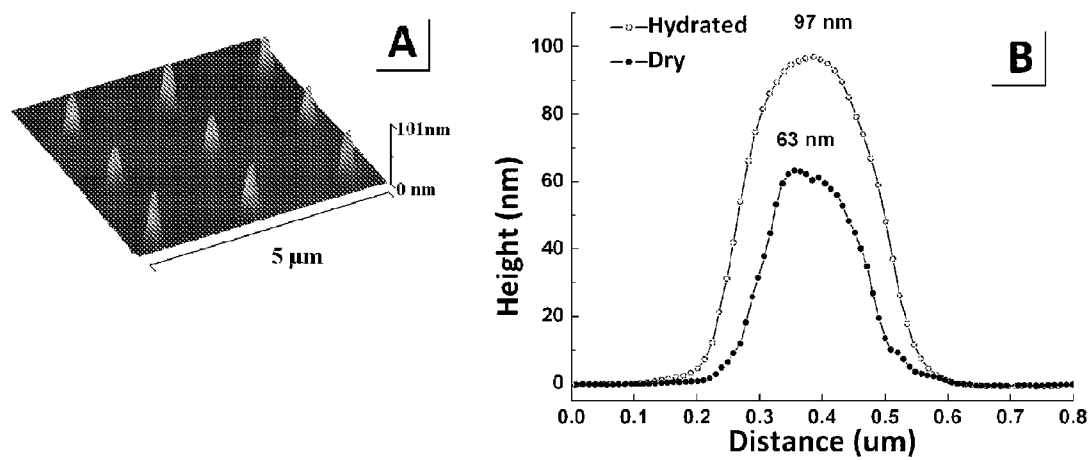 A
101nm
0 nm
5 μm
B
Hydrated
Dry
97 nm
63 nm
Height (nm)
100
80
60
40
20
0
0.0 0.1 0.2 0.3 0.4 0.5 0.6 0.7 0.8
Distance (um)